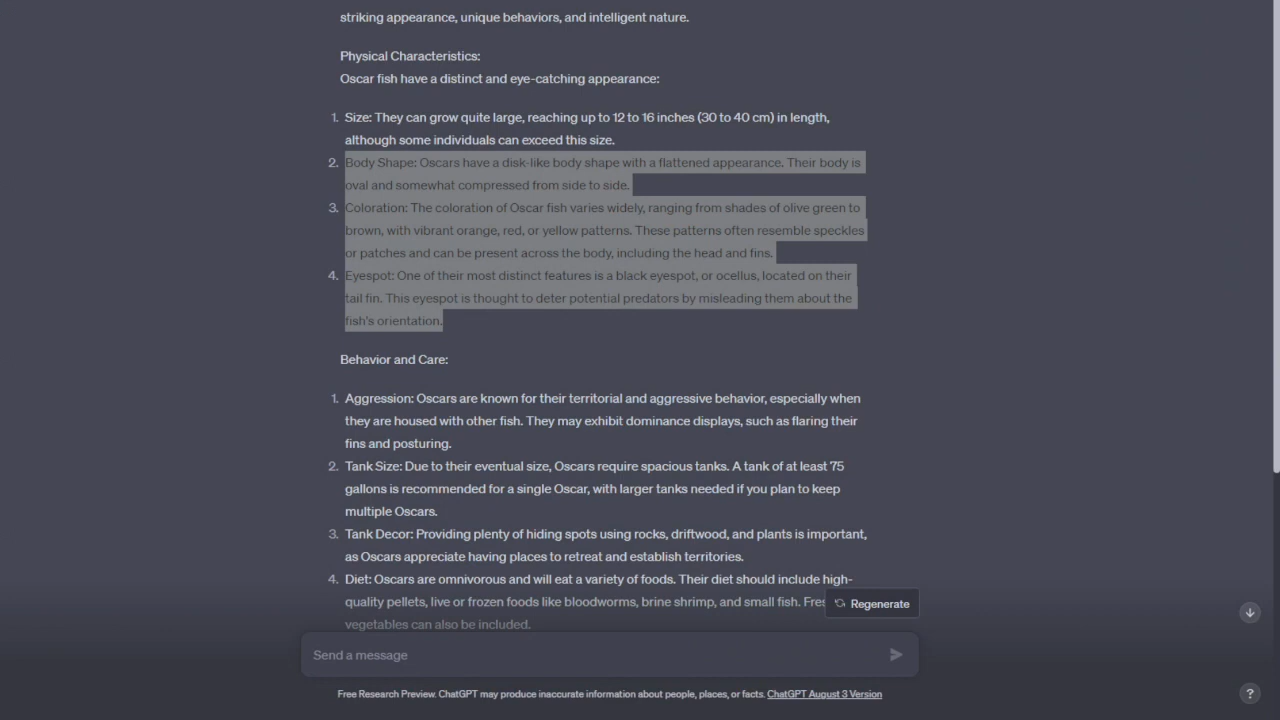 striking appearance, unique behaviors, and intelligent nature.
Physical Characteristics:
Oscar fish have a distinct and eye-catching appearance:
1. Size: They can grow quite large, reaching up to 12 to 16 inches (30 to 40 cm) in length,
although some individuals can exceed this size.
2. Body Shape: Oscars have a disk-like body shape with a flattened appearance. Their body is
oval and somewhat compressed from side to side.
3. Coloration: The coloration of Oscar fish varies widely, ranging from shades of olive green to
brown, with vibrant orange, red, or yellow patterns. These patterns often resemble speckles
or patches and can be present across the body, including the head and fins.
4. Eyespot: One of their most distinct features is a black eyespot, or ocellus, located on their
tail fin. This eyespot is thought to deter potential predators by misleading them about the
fish's orientation.
Behavior and Care:
1. Aggression: Oscars are known for their territorial and aggressive behavior, especially when
they are housed with other fish. They may exhibit dominance displays, such as flaring their
fins and posturing.
2. Tank Size: Due to their eventual size, Oscars require spacious tanks. A tank of at least 75
gallons is recommended for a single Oscar, with larger tanks needed if you plan to keep
multiple Oscars.
3. Tank Decor: Providing plenty of hiding spots using rocks, driftwood, and plants is important,
as Oscars appreciate having places to retreat and establish territories.
4. Diet: Oscars are omnivorous and will eat a variety of foods. Their diet should include high-
quality pellets, live or frozen foods like bloodworms, brine shrimp, and small fish. Fres
Regenerate
vegetables can also be included.
Send a message
Free Research Preview. ChatGPT may produce inaccurate information about people, places, or facts. ChatGPT August 3 Version
?